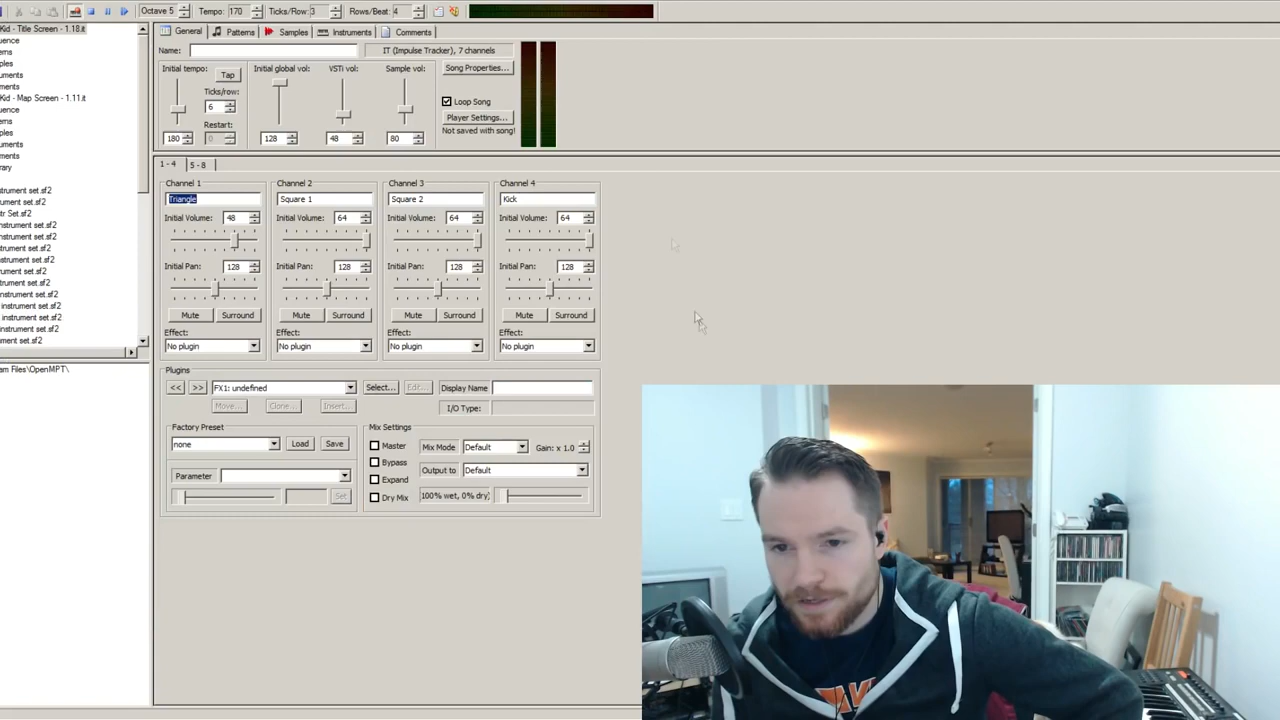 Octave 5 Tempo: 170 Ticks/Row: 3 Rows/Beat: 4
Kid - Title Screen - 1.18.it
Kid - Map Screen - 1.11.it
instrument set.sf2
Files\OpenMPT\
General Patterns Samples Instruments Comments
Name: IT (Impulse Tracker), 7 channels
Initial tempo: Tap Initial global vol: VSTi vol: Sample vol: Song Properties...
Ticks/row:
6
Loop Song
Restart: Player Settings...
0
Not saved with song!
180 128 48 80
1 - 4 5 - 8
Channel 1 Channel 2 Channel 3 Channel 4
Triangle Square 1 Square 2 Kick
Initial Volume: 48 Initial Volume: 64 Initial Volume: 64 Initial Volume: 64
Initial Pan: 128 Initial Pan: 128 Initial Pan: 128 Initial Pan: 128
Mute Surround Mute Surround Mute Surround Mute Surround
Effect: Effect: Effect: Effect:
No plugin No plugin No plugin No plugin
Plugins
<< >> FX1: undefined Select... Edit... Display Name
Move... Clone... Insert... I/O Type:
Factory Preset Mix Settings
none Load Save Master Mix Mode Default Gain: x 1.0
Bypass Output to Default
Parameter Expand
Set Dry Mix 100% wet, 0% dry